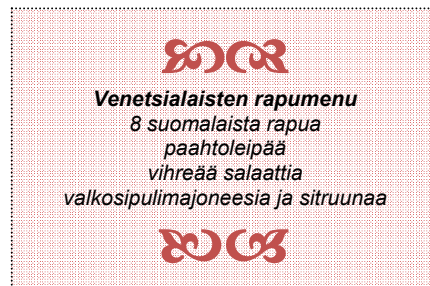 Venetsialaisten rapumenu
8 suomalaista rapua
paahtoleipää
vihreää salaattia
valkosipulimajoneesia ja sitruunaa